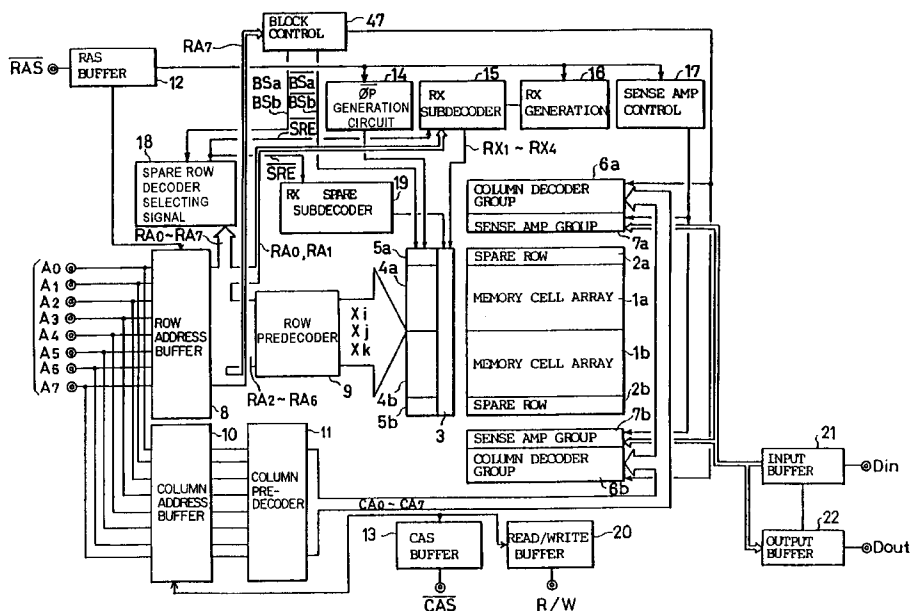 BLOCK CONTROL
47
RA7
RAS
RAS BUFFER
12
BSa BSa
BSb BSb
14
ØP GENERATION CIRCUIT
15
RX SUBDECODER
16
RX GENERATION
17
SENSE AMP CONTROL
18
SPARE ROW DECODER SELECTING SIGNAL
SRE
SRE
RX1 ~ RX4
RX SPARE SUBDECODER
19
RA0~RA7
RA0, RA1
6a
COLUMN DECODER GROUP
SENSE AMP GROUP
7a
5a
4a
SPARE ROW
2a
MEMORY CELL ARRAY
1a
MEMORY CELL ARRAY
1b
SPARE ROW
2b
4b
5b
3
A0
A1
A2
A3
A4
A5
A6
A7
ROW ADDRESS BUFFER
8
ROW PREDECODER
9
Xi
Xj
Xk
RA2~RA6
7b
SENSE AMP GROUP
COLUMN DECODER GROUP
6b
10
COLUMN ADDRESS BUFFER
11
COLUMN PRE-DECODER
CA0~CA7
13
CAS BUFFER
CAS
READ/WRITE BUFFER
20
R/W
21
INPUT BUFFER
Din
22
OUTPUT BUFFER
Dout